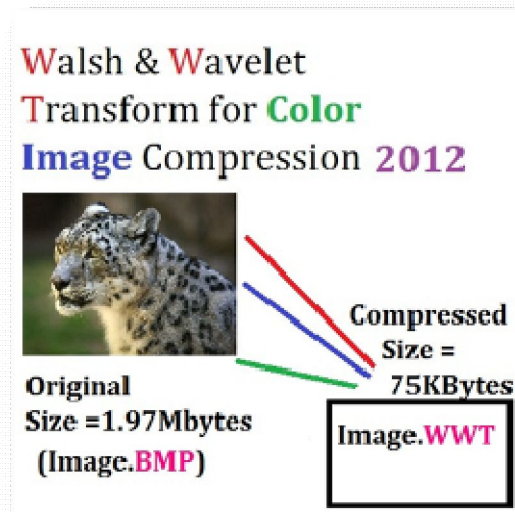 Walsh & Wavelet
Transform for Color
Image Compression 2012
Compressed
Size =
75KBytes
Original
Size =1.97Mbytes
(Image.BMP)
Image.WWT